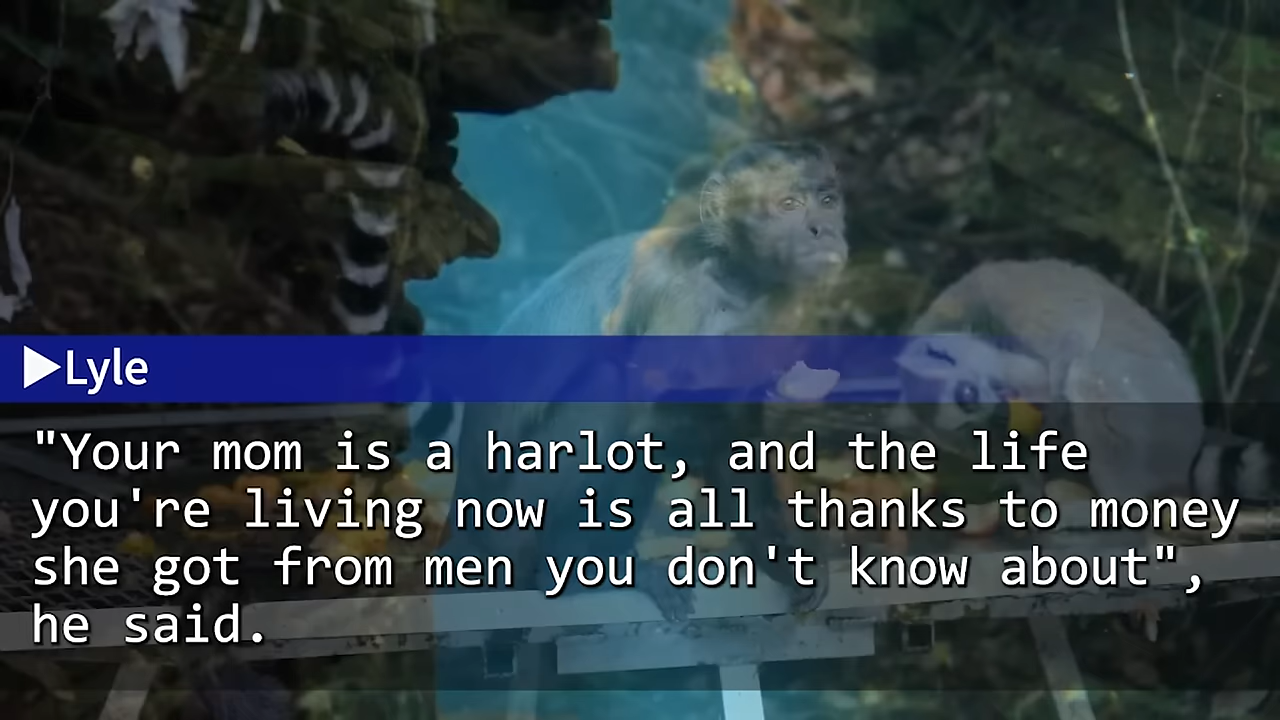 ▶Lyle
"Your mom is a harlot, and the life
you're living now is all thanks to money
she got from men you don't know about",
he said.